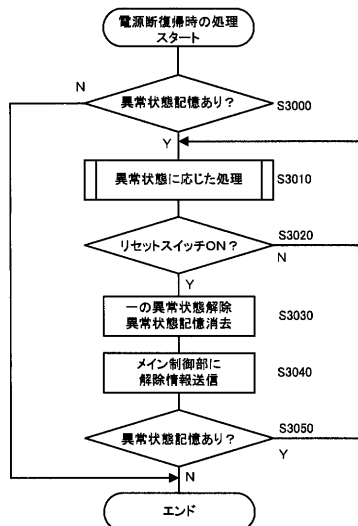 電源断復帰時の処理
スタート
N
異常状態記憶あり?
S3000
Y
異常状態に応じた処理
S3010
リセットスイッチON?
S3020
N
Y
一の異常状態解除
異常状態記憶消去
S3030
メイン制御部に
解除情報送信
S3040
異常状態記憶あり?
S3050
Y
N
エンド